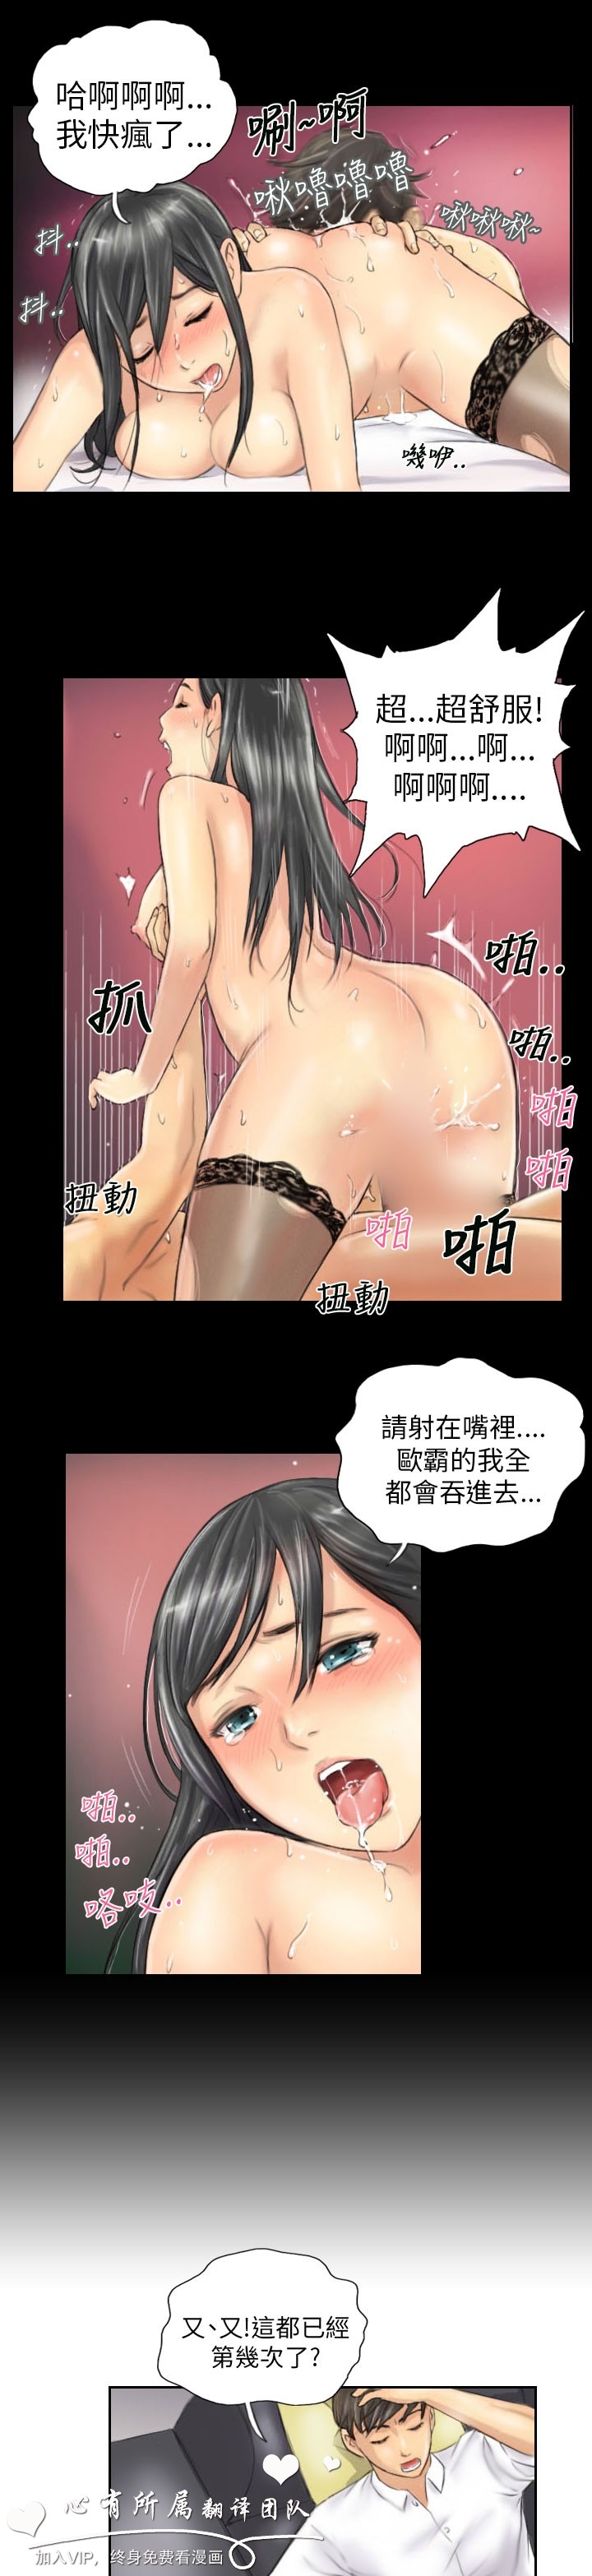 哈啊啊啊...
我快瘋了...
唰~啊
啾嚕嚕嚕
啾啾啾~
抖..
抖..
嘰咿..
超...超舒服!
啊啊...啊...
啊啊啊....
啪..
抓
啪..
啪
啪
扭動
啪
啪
扭動
請射在嘴裡....
歐霸的我全
都會吞進去...
啪..
啪..
咯吱..
又、又!這都已經
第幾次了?
心有所属翻译团队
加入VIP，终身免费看漫画